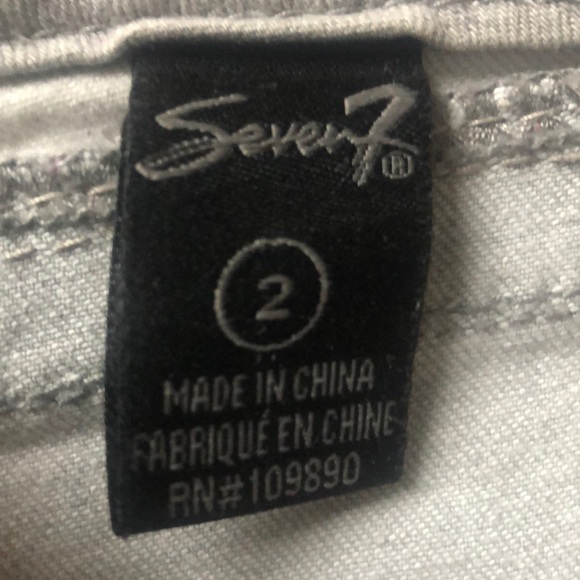 Seven7®
2
MADE IN CHINA
FABRIQUÉ EN CHINE
RN#109890